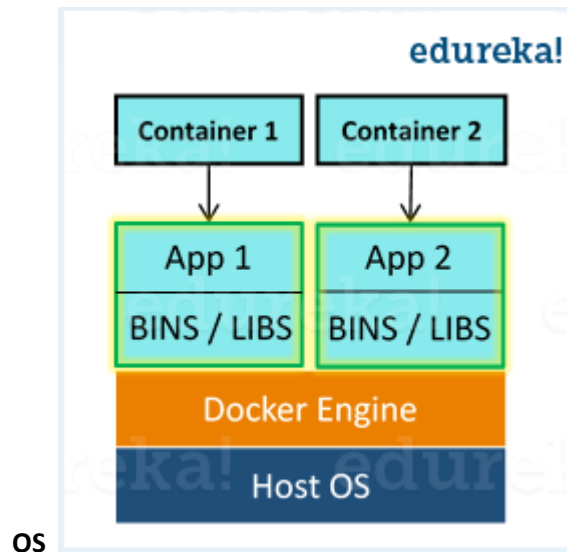 edureka!
Container 1
Container 2
App 1
App 2
BINS / LIBS
BINS / LIBS
Docker Engine
Host OS
OS